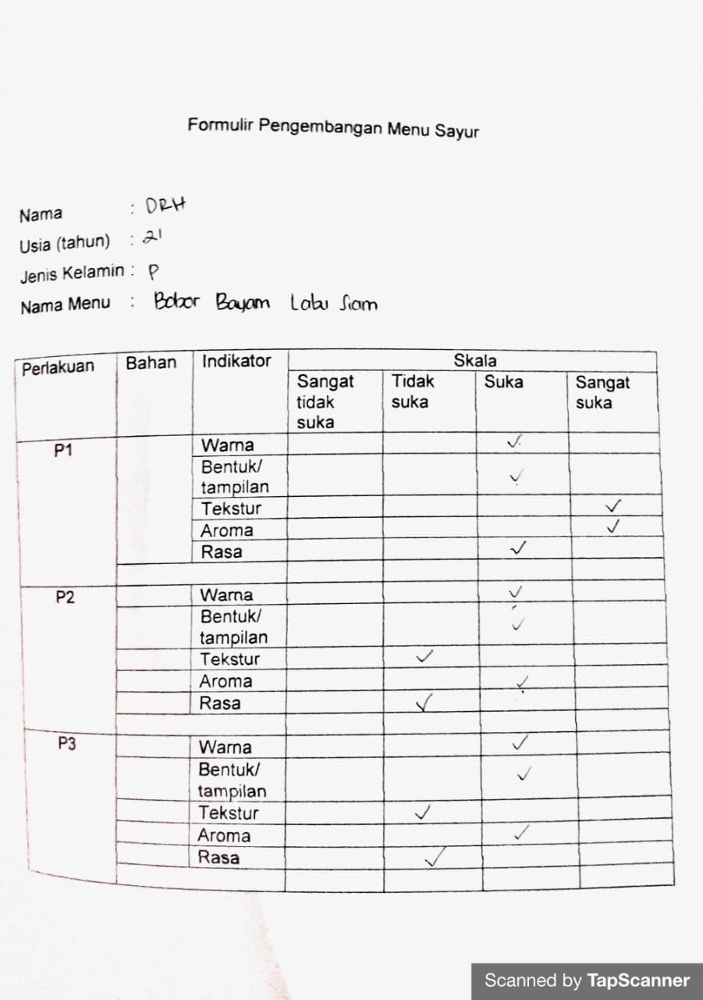 Formulir Pengembangan Menu Sayur
Nama : DRH
Usia (tahun) : 21
Jenis Kelamin : P
Nama Menu : Bobor Bayam Labu Siam
Perlakuan Bahan Indikator Skala
Sangat tidak suka Tidak suka Suka Sangat suka
P1 Warna ✓
Bentuk/ tampilan ✓
Tekstur ✓
Aroma ✓
Rasa ✓
P2 Warna ✓
Bentuk/ tampilan ✓
Tekstur ✓
Aroma ✓
Rasa ✓
P3 Warna ✓
Bentuk/ tampilan ✓
Tekstur ✓
Aroma ✓
Rasa ✓
Scanned by TapScanner